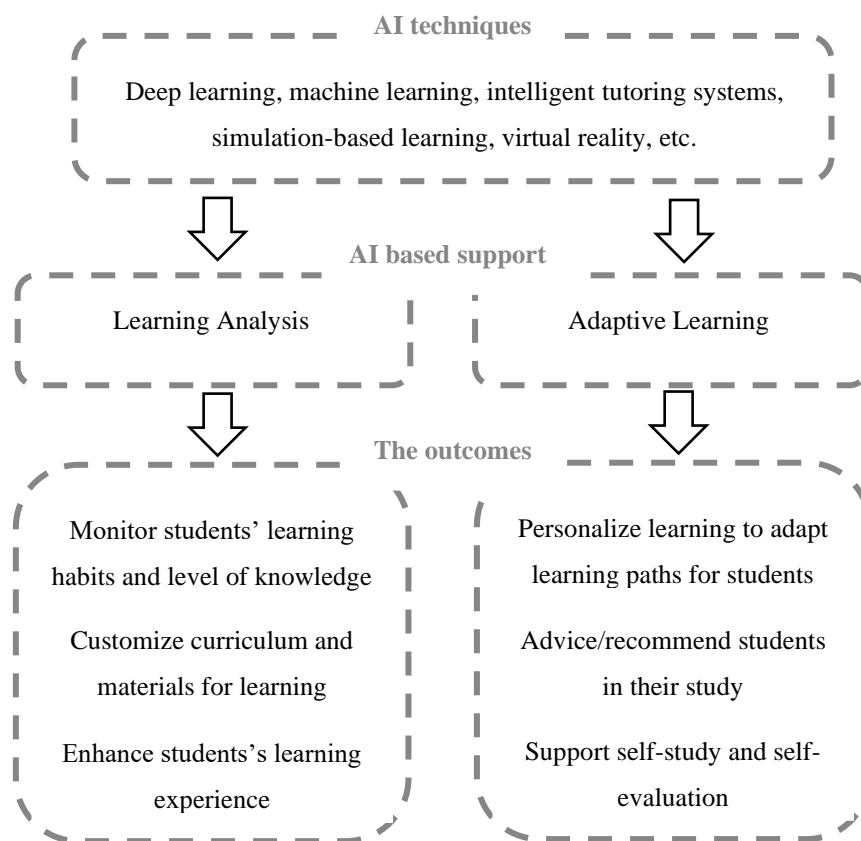 AI techniques
Deep learning, machine learning, intelligent tutoring systems,
simulation-based learning, virtual reality, etc.
AI based support
Learning Analysis
Adaptive Learning
The outcomes
Monitor students’ learning
habits and level of knowledge
Customize curriculum and
materials for learning
Enhance students’s learning
experience
Personalize learning to adapt
learning paths for students
Advice/recommend students
in their study
Support self-study and self-
evaluation